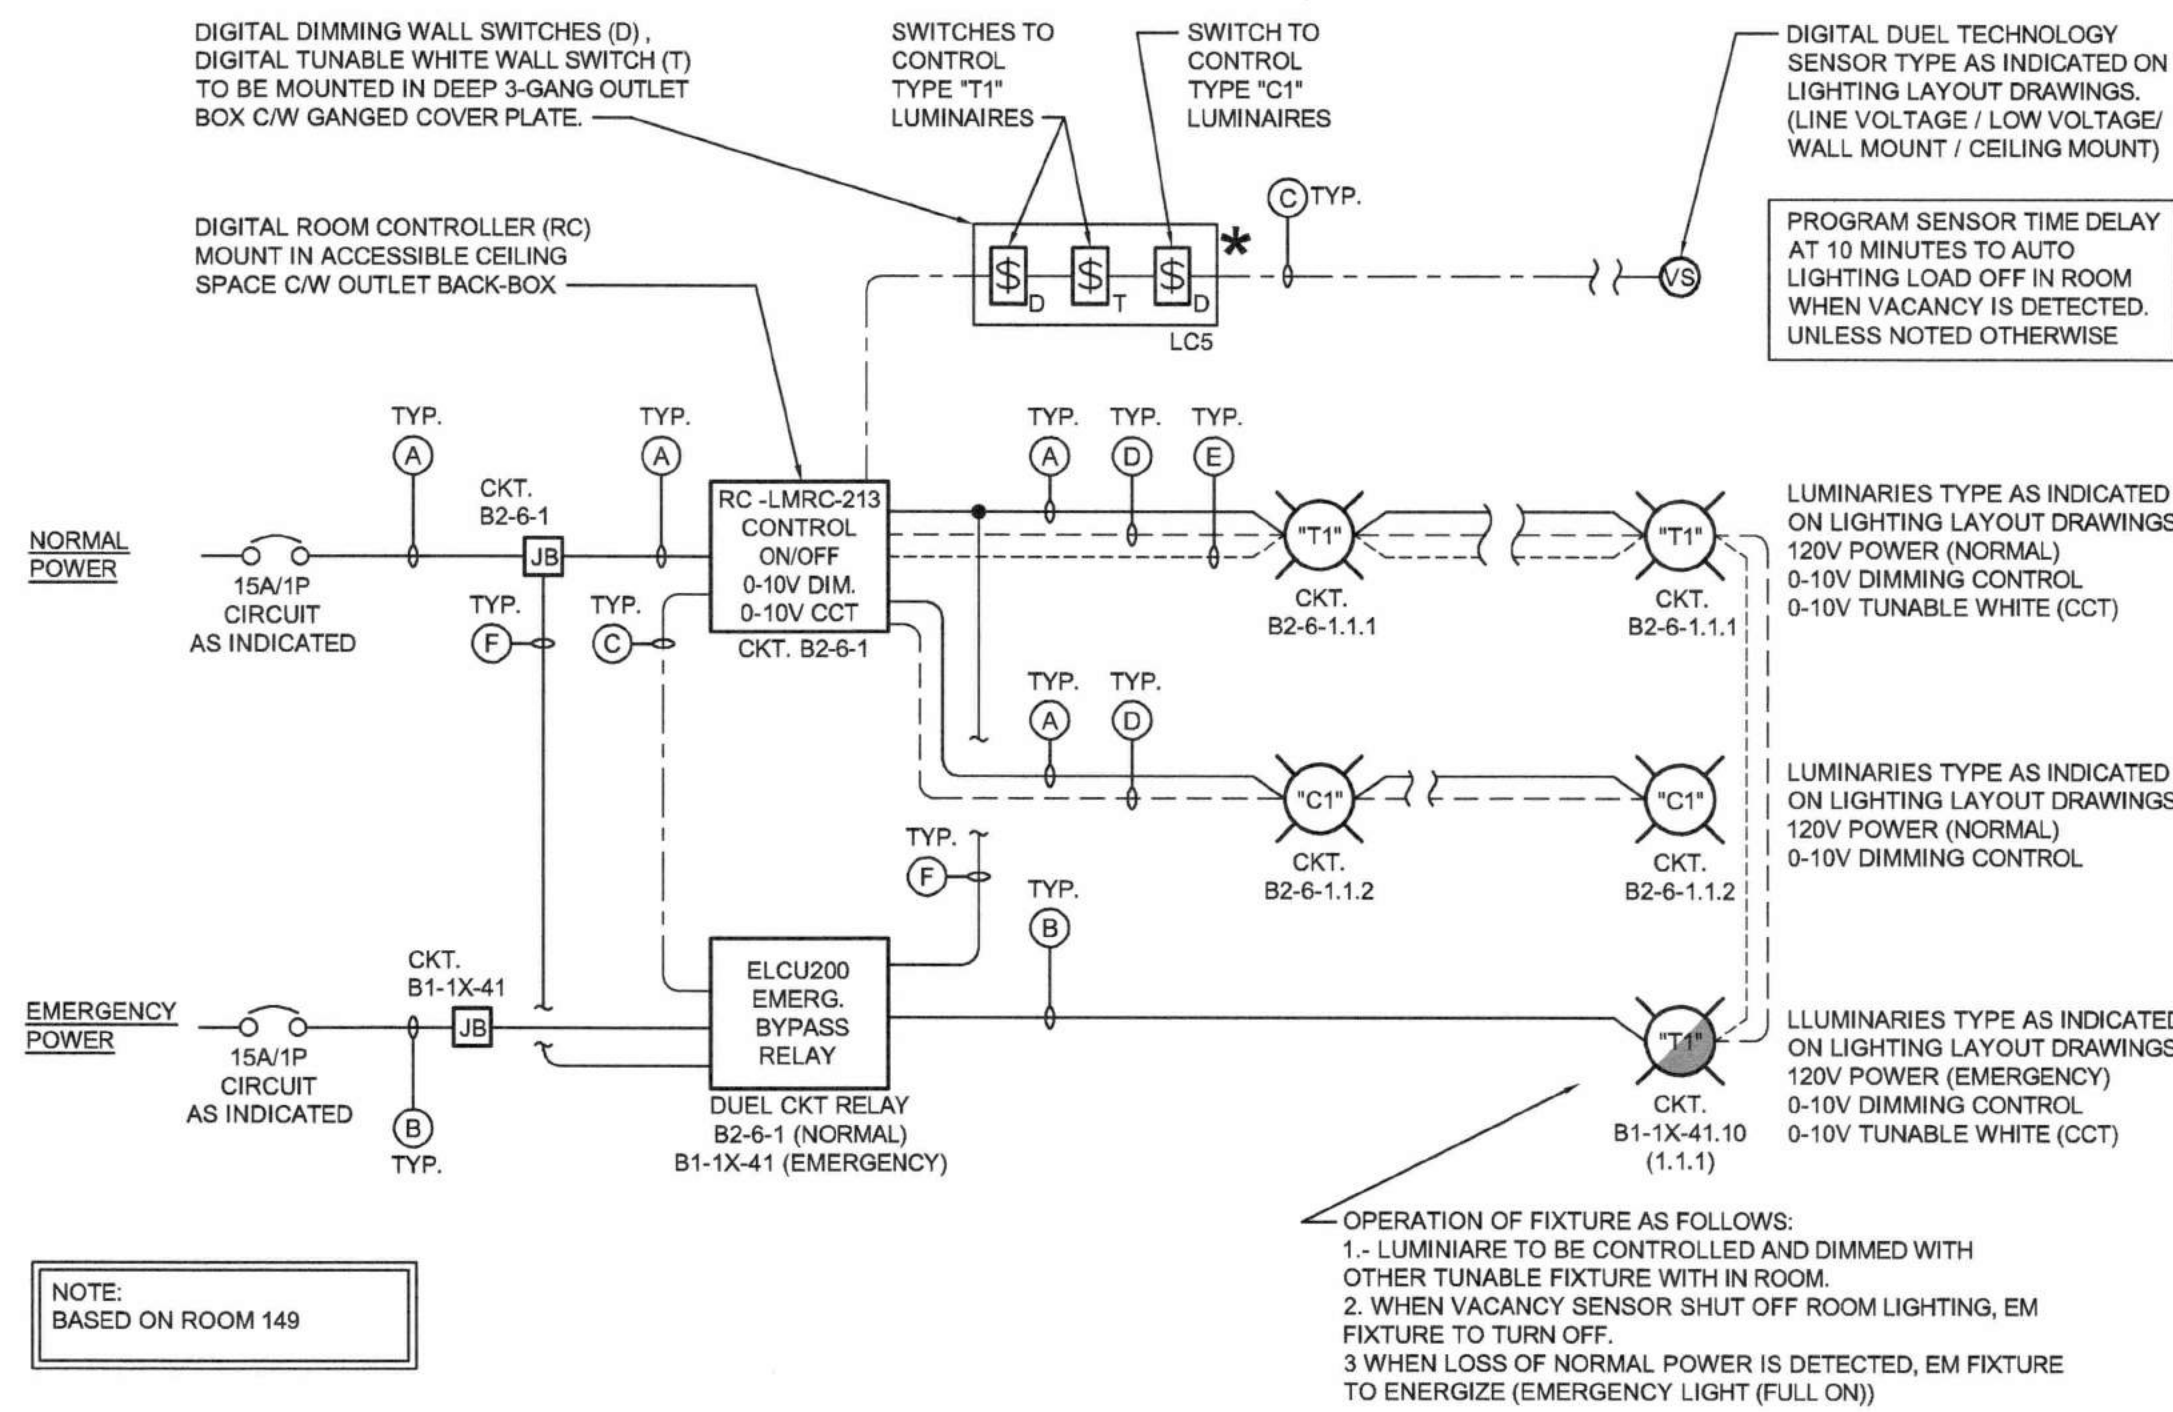 DIGITAL DIMMING WALL SWITCHES (D) ,
DIGITAL TUNABLE WHITE WALL SWITCH (T)
TO BE MOUNTED IN DEEP 3-GANG OUTLET
BOX C/W GANGED COVER PLATE.
SWITCHES TO
CONTROL
TYPE "T1"
LUMINAIRES
SWITCH TO
CONTROL
TYPE "C1"
LUMINAIRES
DIGITAL DUEL TECHNOLOGY
SENSOR TYPE AS INDICATED ON
LIGHTING LAYOUT DRAWINGS.
(LINE VOLTAGE / LOW VOLTAGE/
WALL MOUNT / CEILING MOUNT)
C TYP.
DIGITAL ROOM CONTROLLER (RC)
MOUNT IN ACCESSIBLE CEILING
SPACE C/W OUTLET BACK-BOX
$ D $ T $ D *
LC5
VS
PROGRAM SENSOR TIME DELAY
AT 10 MINUTES TO AUTO
LIGHTING LOAD OFF IN ROOM
WHEN VACANCY IS DETECTED.
UNLESS NOTED OTHERWISE
TYP.
A
TYP.
A
TYP.
A
TYP.
D
TYP.
E
NORMAL
POWER
15A/1P
CIRCUIT
AS INDICATED
CKT.
B2-6-1
JB
TYP.
F
TYP.
C
RC -LMRC-213
CONTROL
ON/OFF
0-10V DIM.
0-10V CCT
CKT. B2-6-1
"T1"
CKT.
B2-6-1.1.1
"T1"
CKT.
B2-6-1.1.1
LUMINARIES TYPE AS INDICATED
ON LIGHTING LAYOUT DRAWINGS
120V POWER (NORMAL)
0-10V DIMMING CONTROL
0-10V TUNABLE WHITE (CCT)
TYP.
A
TYP.
D
"C1"
CKT.
B2-6-1.1.2
"C1"
CKT.
B2-6-1.1.2
LUMINARIES TYPE AS INDICATED
ON LIGHTING LAYOUT DRAWINGS
120V POWER (NORMAL)
0-10V DIMMING CONTROL
TYP.
F
TYP.
B
EMERGENCY
POWER
15A/1P
CIRCUIT
AS INDICATED
CKT.
B1-1X-41
JB
B
TYP.
ELCU200
EMERG.
BYPASS
RELAY
DUEL CKT RELAY
B2-6-1 (NORMAL)
B1-1X-41 (EMERGENCY)
"T1"
CKT.
B1-1X-41.10
(1.1.1)
LLUMINARIES TYPE AS INDICATED
ON LIGHTING LAYOUT DRAWINGS
120V POWER (EMERGENCY)
0-10V DIMMING CONTROL
0-10V TUNABLE WHITE (CCT)
OPERATION OF FIXTURE AS FOLLOWS:
1.- LUMINIARE TO BE CONTROLLED AND DIMMED WITH
OTHER TUNABLE FIXTURE WITH IN ROOM.
2. WHEN VACANCY SENSOR SHUT OFF ROOM LIGHTING, EM
FIXTURE TO TURN OFF.
3 WHEN LOSS OF NORMAL POWER IS DETECTED, EM FIXTURE
TO ENERGIZE (EMERGENCY LIGHT (FULL ON))
NOTE:
BASED ON ROOM 149